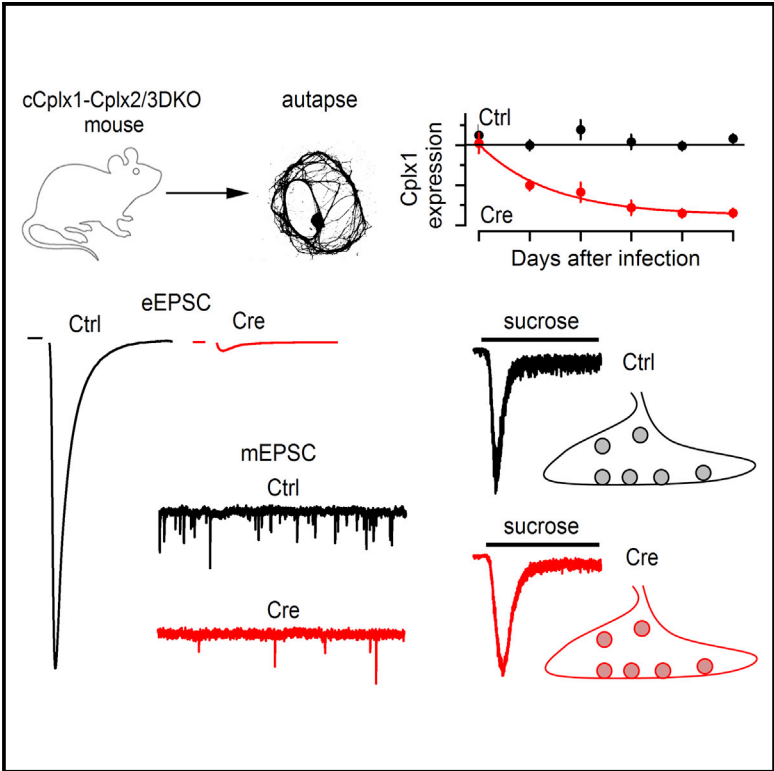 cCplx1-Cplx2/3DKO
mouse
autapse
Cplx1
expression
Ctrl
Cre
Days after infection
eEPSC
Ctrl
Cre
mEPSC
Ctrl
Cre
sucrose
Ctrl
sucrose
Cre